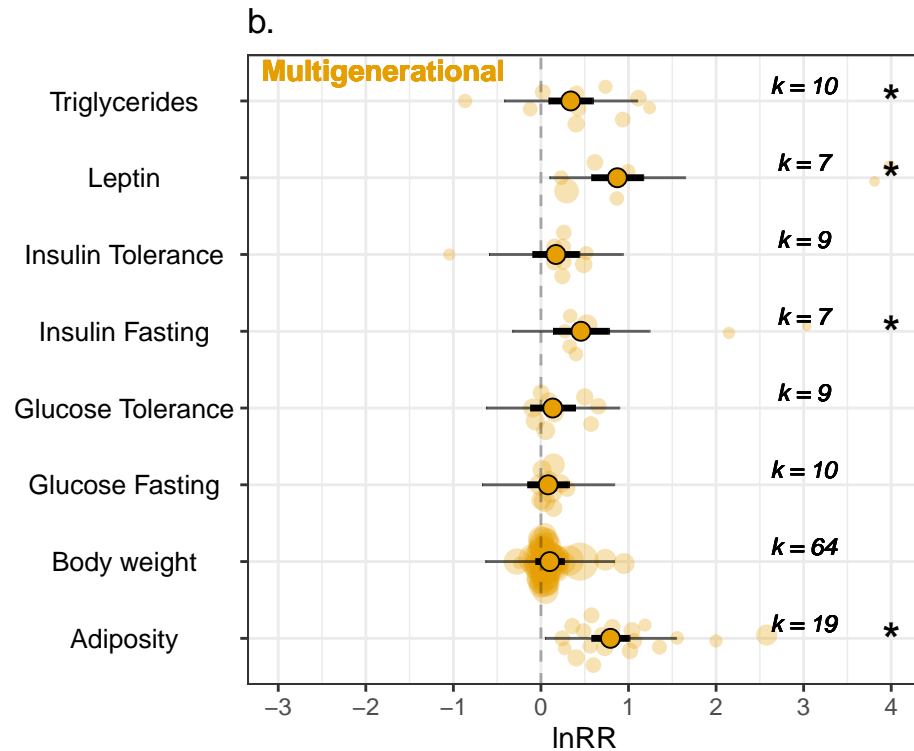 b.
Multigenerational
Triglycerides k = 10 *
Leptin k = 7 *
Insulin Tolerance k = 9
Insulin Fasting k = 7 *
Glucose Tolerance k = 9
Glucose Fasting k = 10
Body weight k = 64
Adiposity k = 19 *
−3 −2 −1 0 1 2 3 4
lnRR